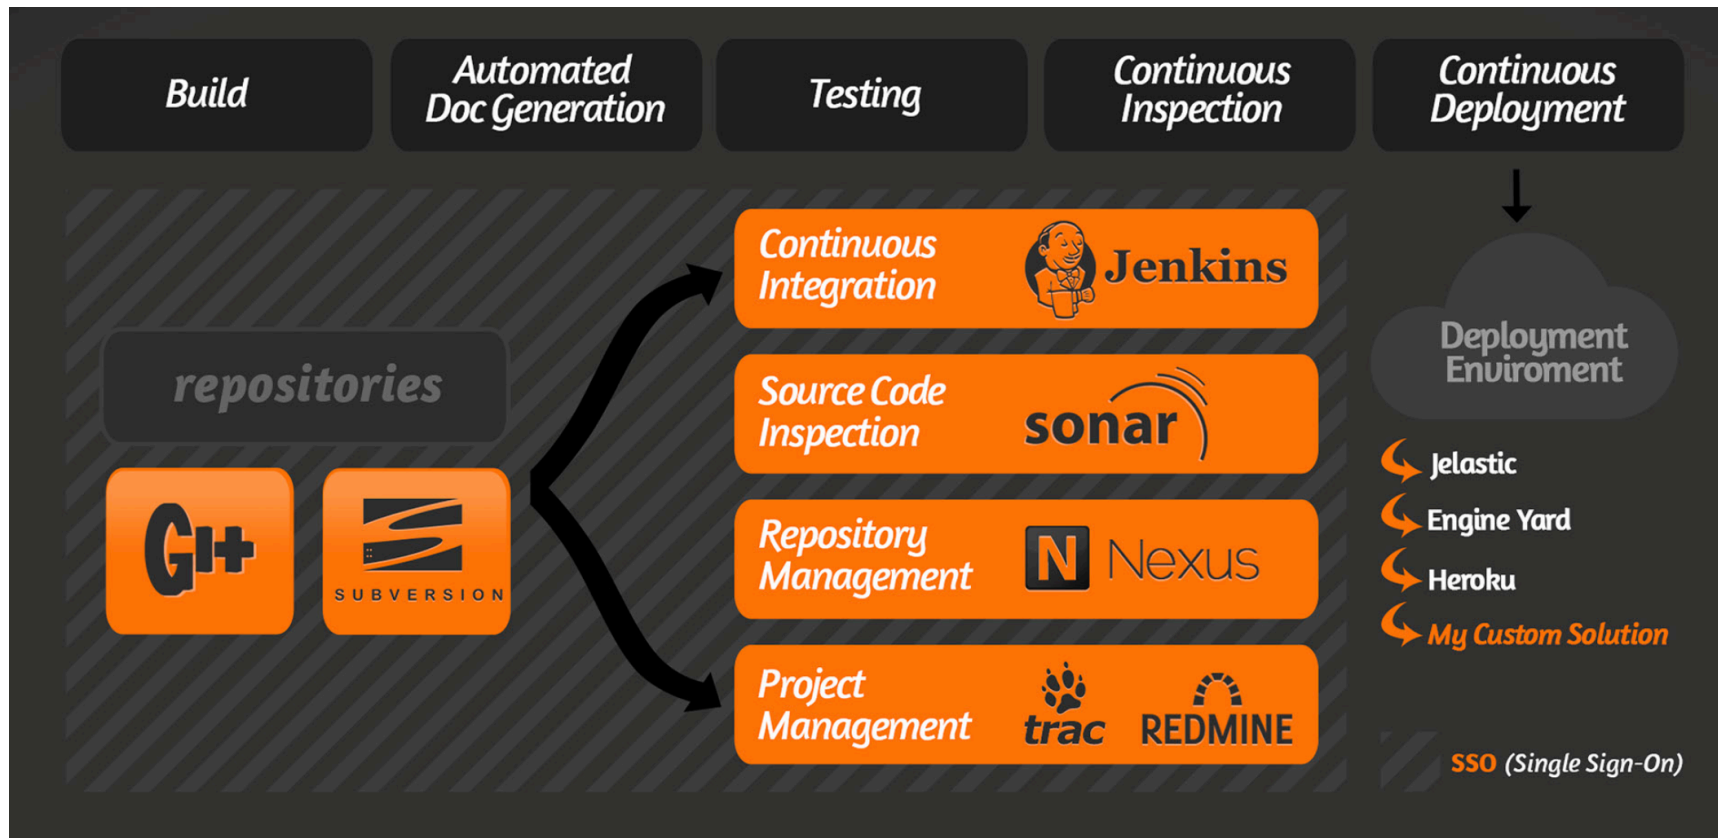 Build
Automated
Doc Generation
Testing
Continuous
Inspection
Continuous
Deployment
repositories
Git
SUBVERSION
Continuous
Integration
Jenkins
Source Code
Inspection
sonar
Repository
Management
N Nexus
Project
Management
trac
REDMINE
Deployment
Enviroment
Jelastic
Engine Yard
Heroku
My Custom Solution
SSO (Single Sign-On)